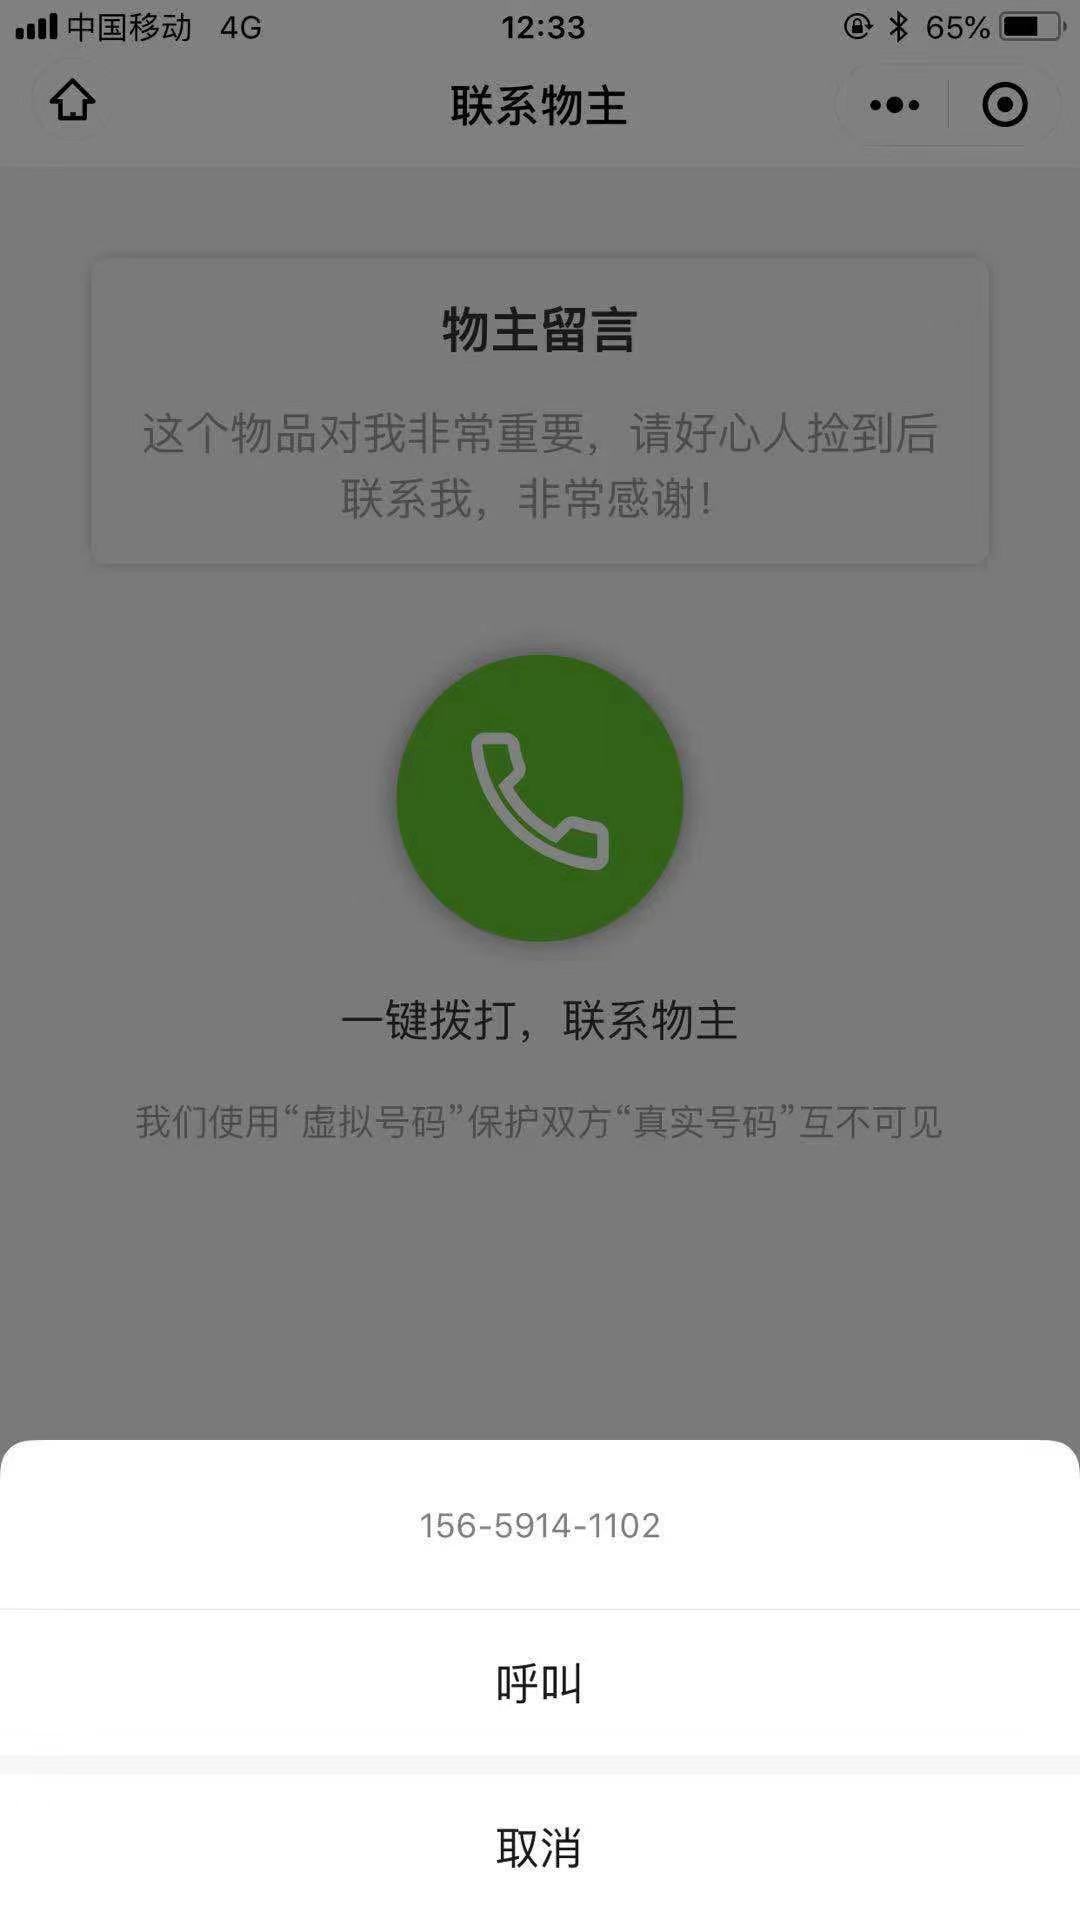 中国移动 4G 12:33 65%
联系物主
物主留言
这个物品对我非常重要，请好心人捡到后
联系我，非常感谢！
一键拨打，联系物主
我们使用“虚拟号码”保护双方“真实号码”互不可见
156-5914-1102
呼叫
取消